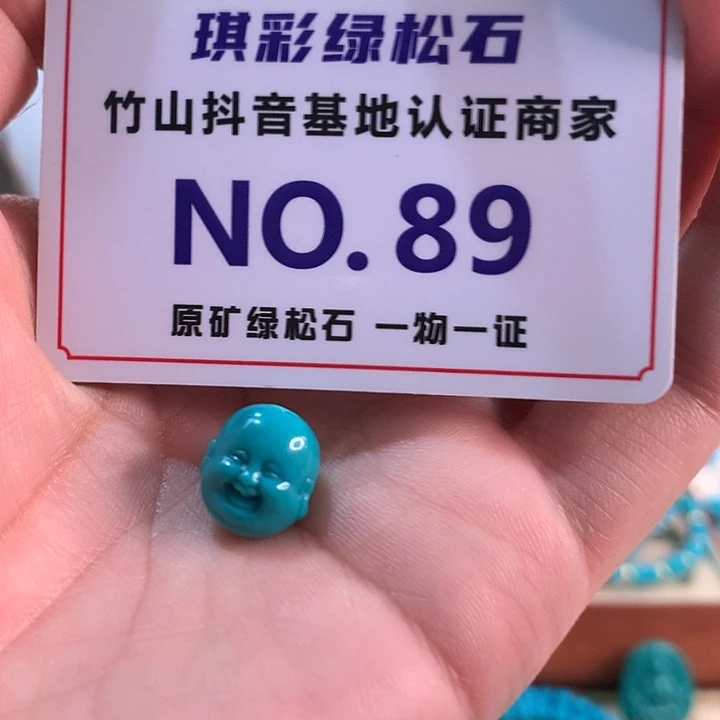 琪彩绿松石
竹山抖音基地认证商家
NO.89
原矿绿松石 一物一证